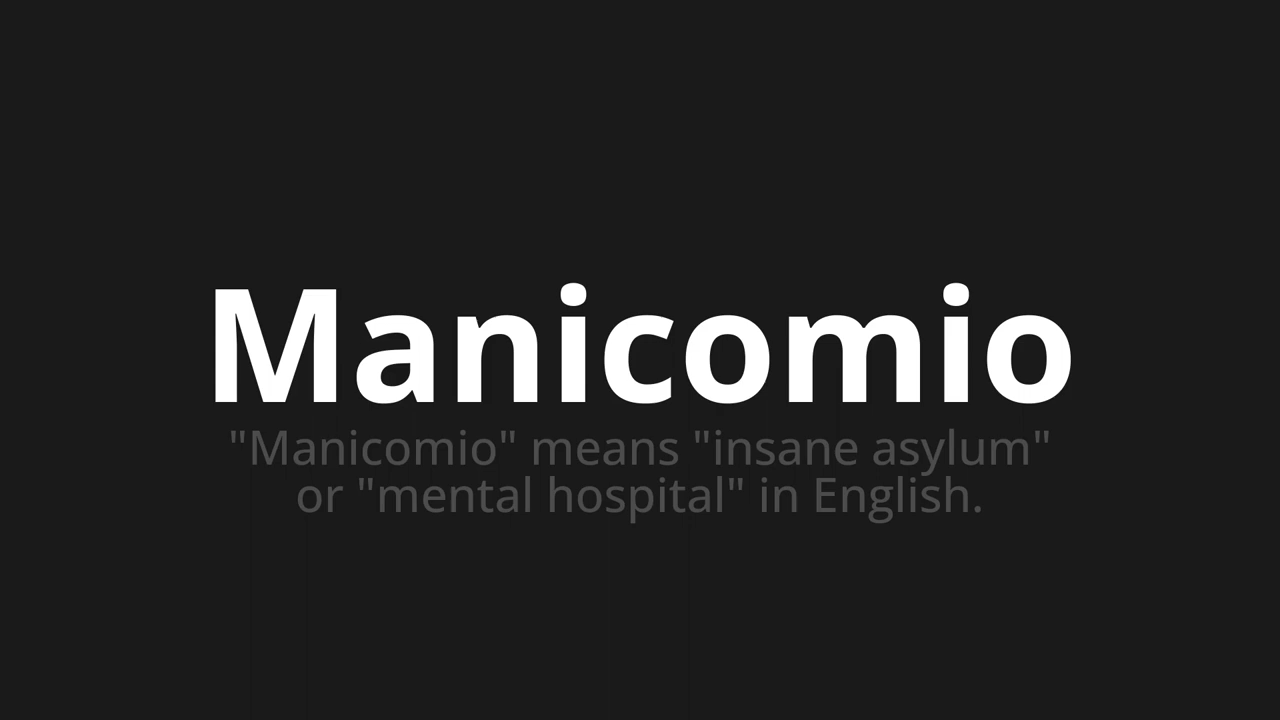 Manicomio
"Manicomio" means "insane asylum"
or "mental hospital" in English.